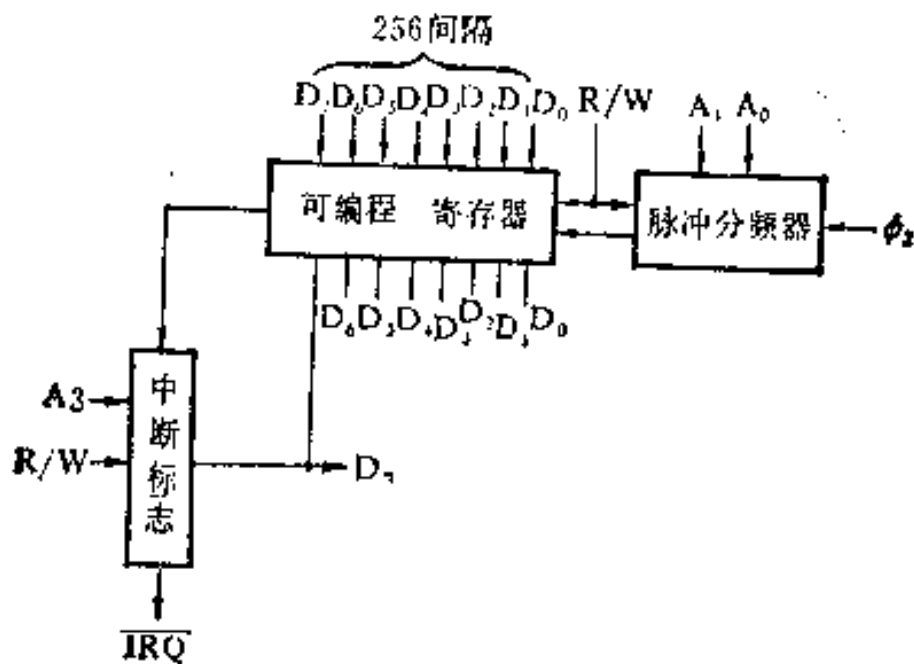 256间隔
D₇D₆D₅D₄D₃D₂D₁D₀ R/W A₁ A₀
可编程 寄存器
脉冲分频器
ϕ₂
D₆D₅D₄D₃D₂D₁D₀
A3
R/W
中断标志
D₇
IRQ